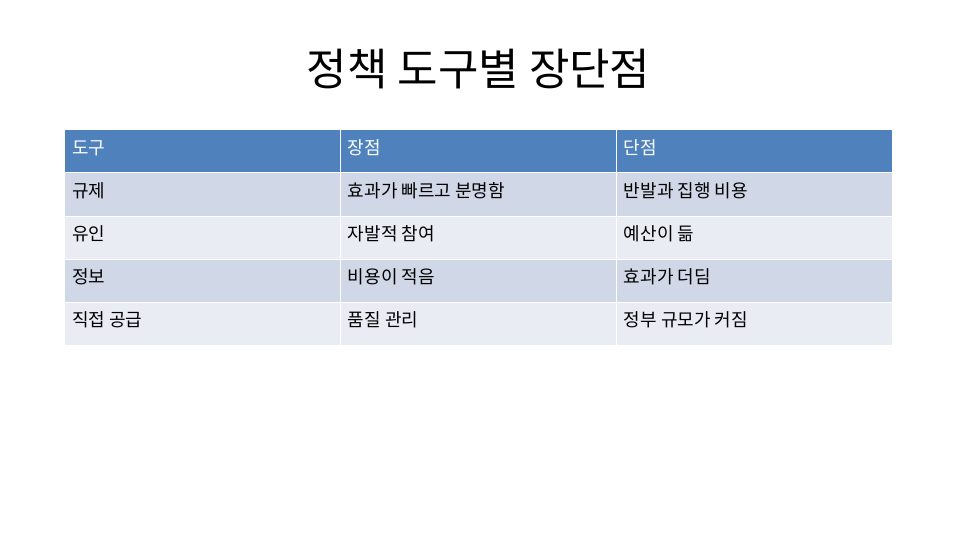 정책 도구별 장단점
도구 장점 단점
규제 효과가 빠르고 분명함 반발과 집행 비용
유인 자발적 참여 예산이 듦
정보 비용이 적음 효과가 더딤
직접 공급 품질 관리 정부 규모가 커짐